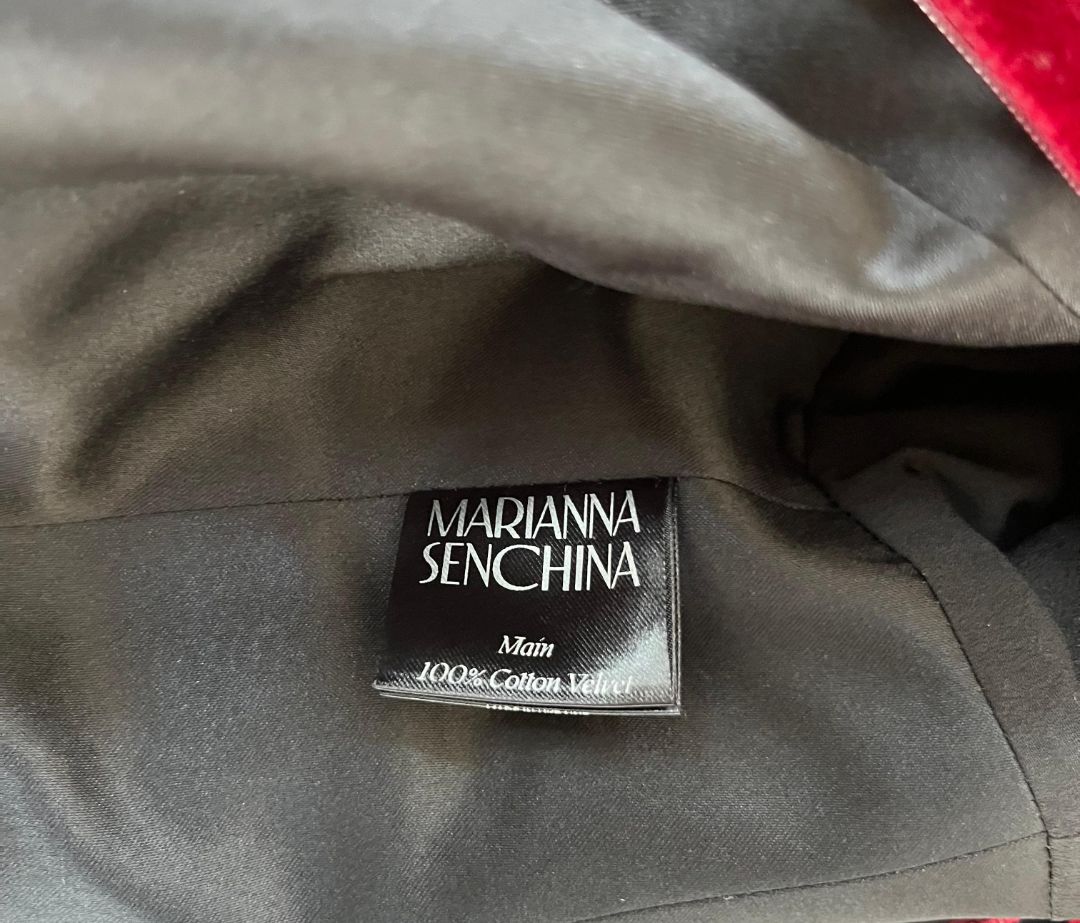 MARIANNA
SENCHINA
Main
100% Cotton Velvet